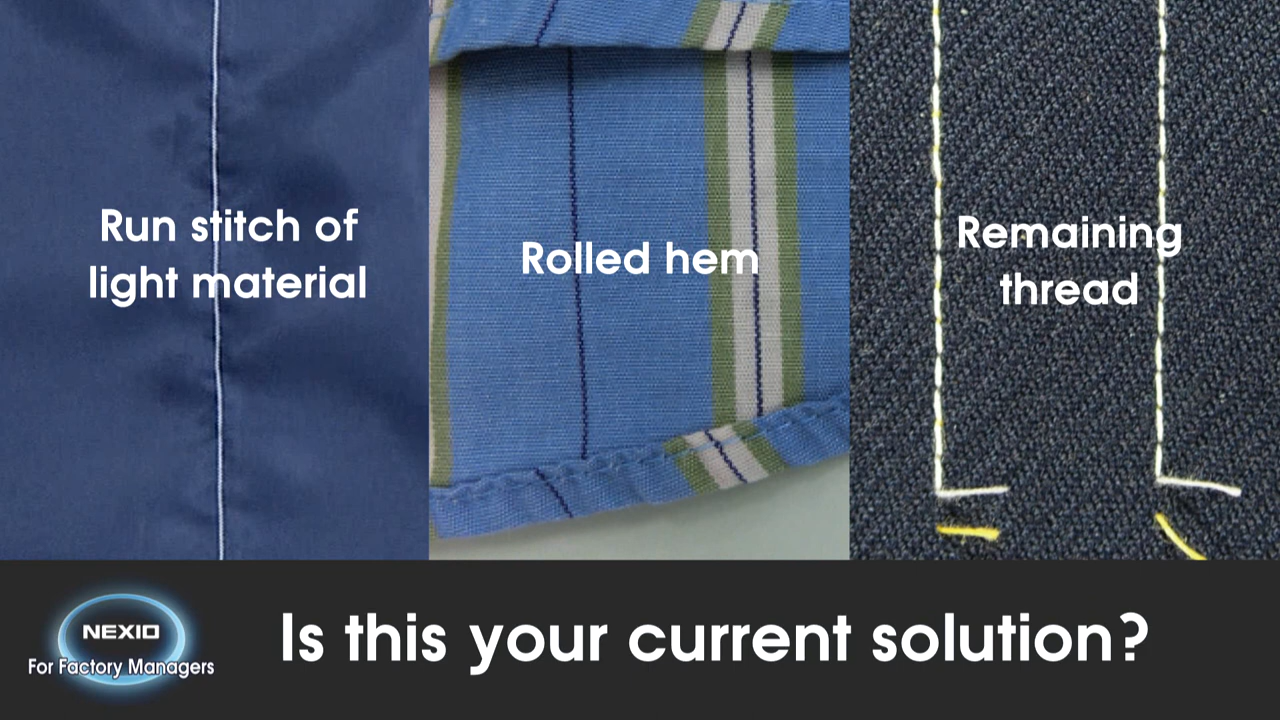 Run stitch of
light material
Rolled hem
Remaining
thread
NEXIO
For Factory Managers
Is this your current solution?